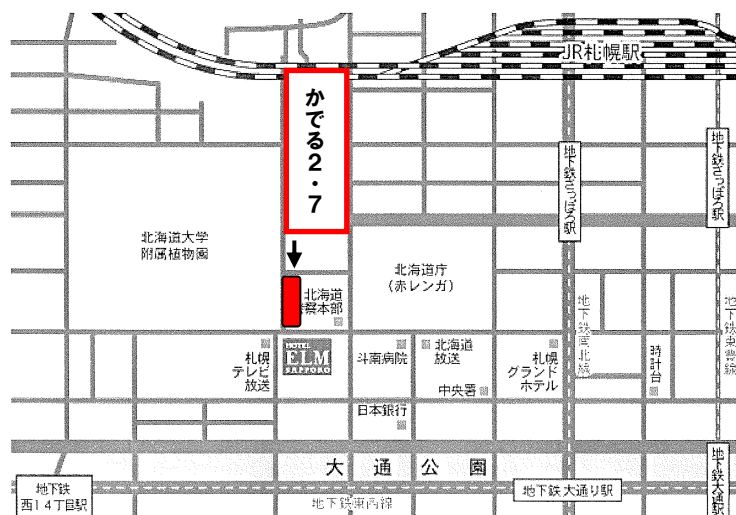 JR札幌駅
かでる2・7
地下鉄さっぽろ駅
地下鉄さっぽろ駅
北海道大学
附属植物園
北海道庁
(赤レンガ)
北海道
警察本部
地下鉄南北線
地下鉄東豊線
札幌
テレビ
放送
HOTEL
ELM
SAPPORO
斗南病院
北海道
放送
中央署
札幌
グランド
ホテル
時計台
日本銀行
大通公園
地下鉄
西14丁目駅
地下鉄東西線
地下鉄大通り駅
地下鉄大通駅